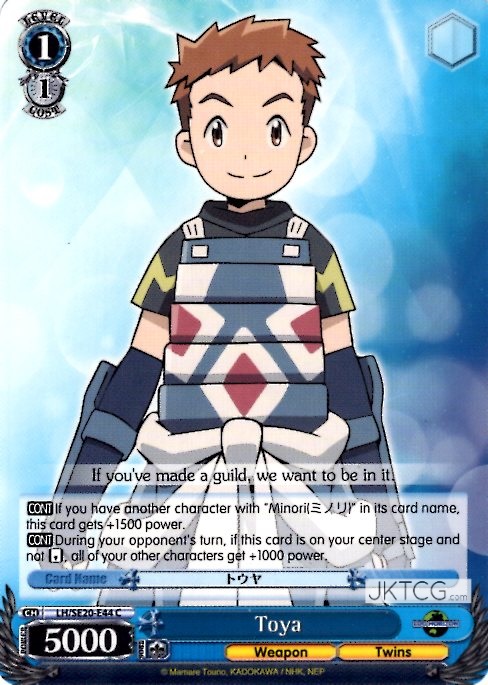 LEVEL
1
1
COST
If you've made a guild, we want to be in it.
CONT If you have another character with "Minori(ミノリ)" in its card name,
this card gets +1500 power.
CONT During your opponent's turn, if this card is on your center stage and
not [▾], all of your other characters get +1000 power.
Card Name トウヤ
JKTCG.com
CH LH/SE20-E44 C
Toya
POWER 5000
Weapon Twins
© Mamare Touno, KADOKAWA / NHK, NEP